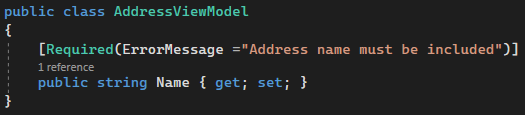 public class AddressViewModel
{
[Required(ErrorMessage ="Address name must be included")]
1 reference
public string Name { get; set; }
}